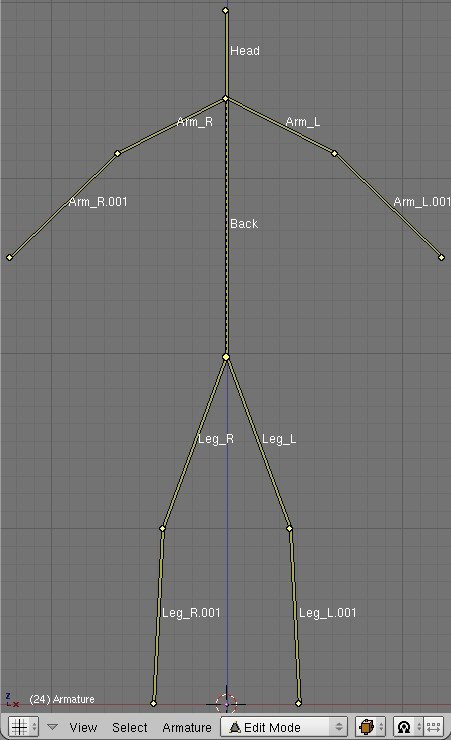 Head
Arm_R
Arm_L
Arm_R.001
Arm_L.001
Back
Leg_R
Leg_L
Leg_R.001
Leg_L.001
z
x
(24) Armature
View Select Armature Edit Mode